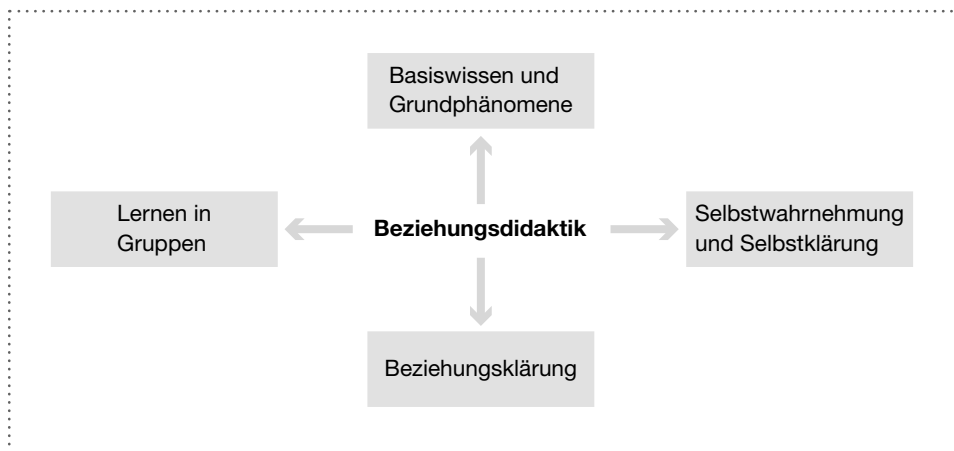 Basiswissen und
Grundphänomene
Lernen in
Gruppen
Beziehungsdidaktik
Selbstwahrnehmung
und Selbstklärung
Beziehungsklärung